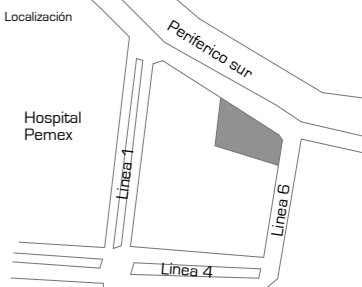 Localización
Periferico sur
Hospital
Pemex
Linea 1
Linea 6
Linea 4